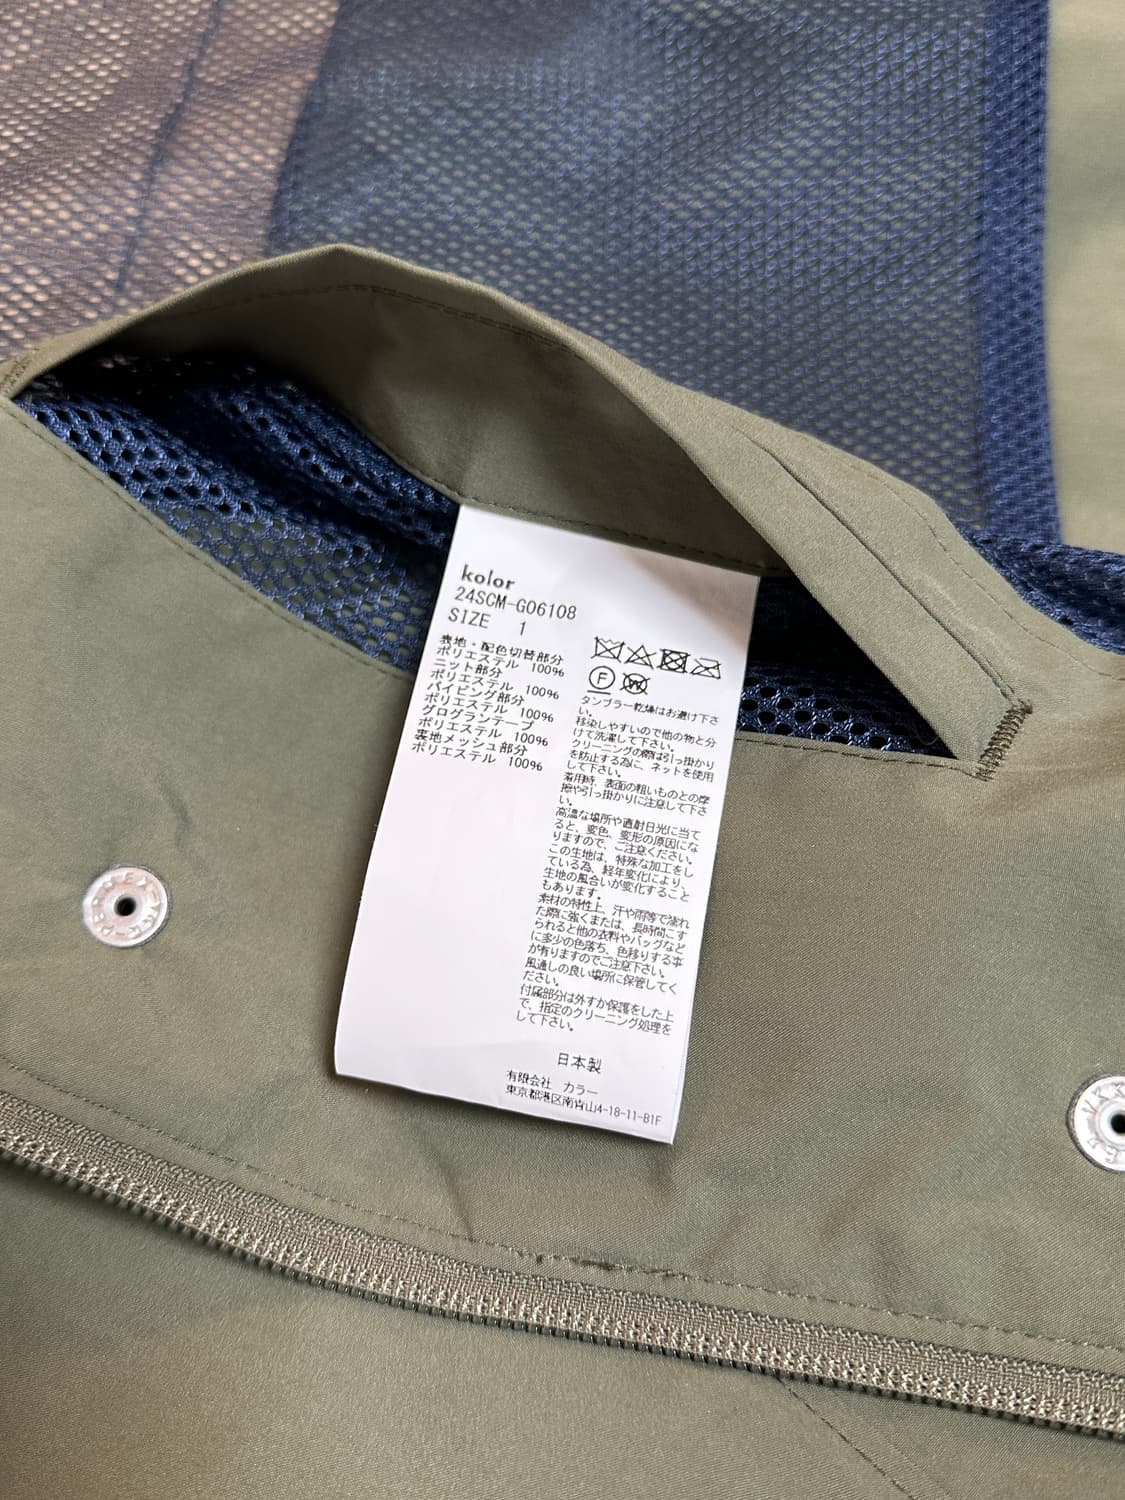 kolor
24SCM-G06108
SIZE 1
表地・配色切替部分
ポリエステル 100%
ニット部分
ポリエステル 100%
パイピング部分
ポリエステル 100%
グログランテープ
ポリエステル 100%
裏地メッシュ部分
ポリエステル 100%
F
W
タンブラー乾燥はお避け下さ
い。
移染しやすいので他の物と分
けて洗濯して下さい。
クリーニングの際は引っ掛かり
を防止する為に、ネットを使用
して下さい。
着用時、表面の粗いものとの摩
擦や引っ掛かりに注意して下さ
い。
高温な場所や直射日光に当て
ると、変色、変形の原因にな
りますので、ご注意ください。
この生地は、特殊な加工をし
ている為、経年変化により、
生地の風合いが変化すること
もあります。
素材の特性上、汗や雨等で濡れ
た際に強くまたは、長時間こす
られると他の衣料やバッグなど
に多少の色落ち、色移りする事
が有りますのでご注意下さい。
風通しの良い場所に保管してく
ださい。
付属部分は外すか保護をした上
で、指定のクリーニング処理を
して下さい。
日本製
有限会社 カラー
東京都港区南青山4-18-11-B1F